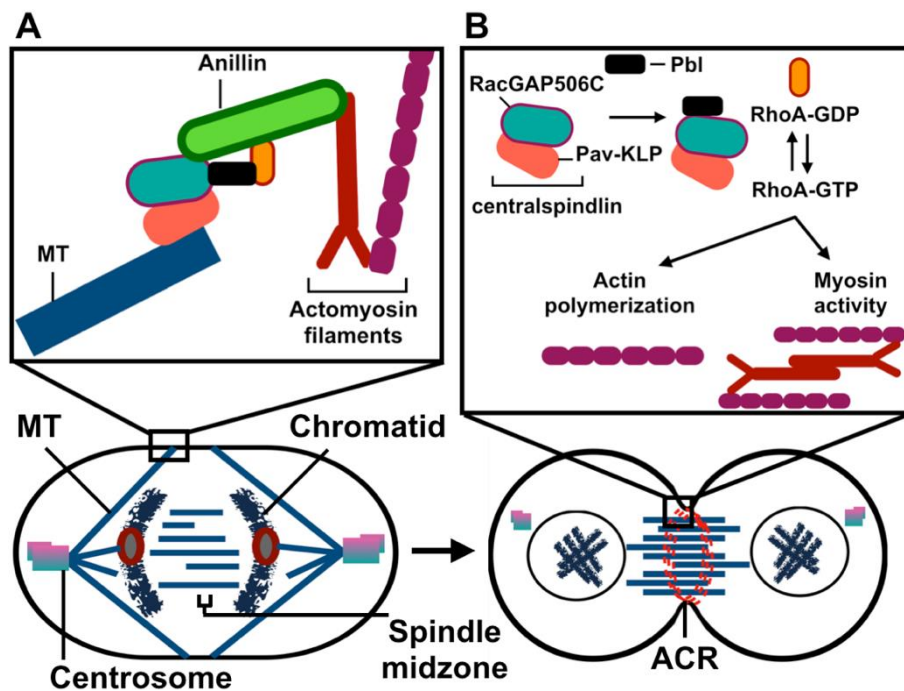 A
Anillin
MT
Actomyosin
filaments
B
Pbl
RacGAP506C
RhoA-GDP
Pav-KLP
RhoA-GTP
centralspindlin
Actin
polymerization
Myosin
activity
MT
Chromatid
Spindle
midzone
Centrosome
ACR